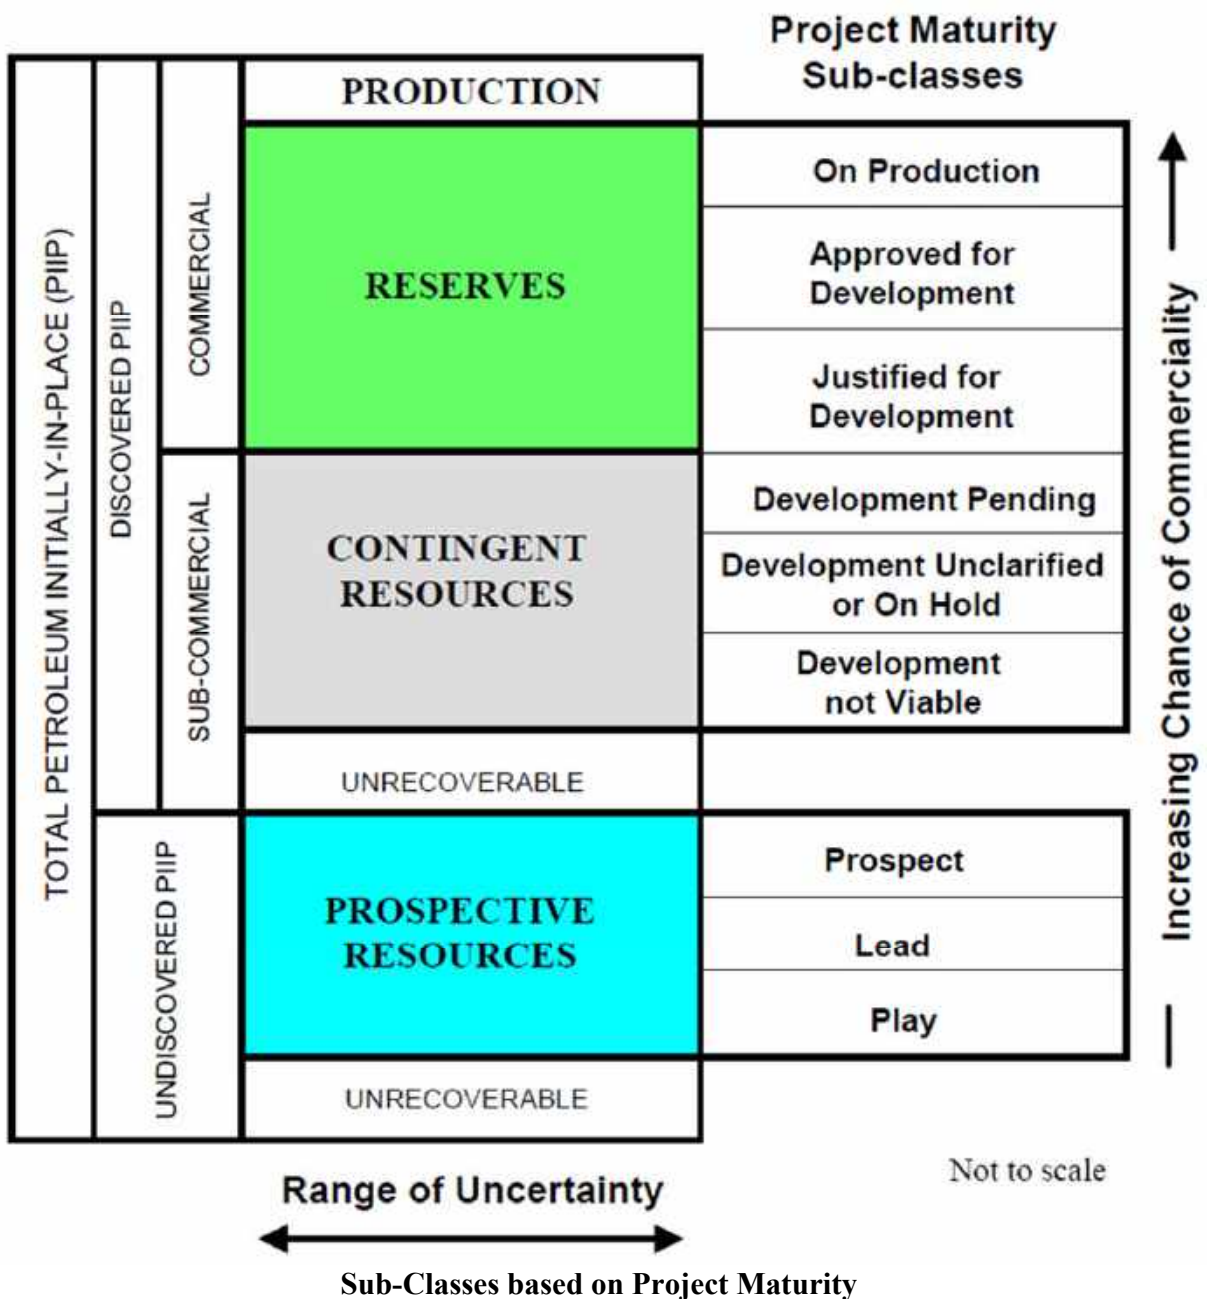 Project Maturity
Sub-classes
PRODUCTION
On Production
Approved for
Development
RESERVES
Justified for
Development
Development Pending
CONTINGENT
RESOURCES
Development Unclarified
or On Hold
Development
not Viable
UNRECOVERABLE
Prospect
PROSPECTIVE
RESOURCES
Lead
Play
UNRECOVERABLE
TOTAL PETROLEUM INITIALLY-IN-PLACE (PIIP)
DISCOVERED PIIP
UNDISCOVERED PIIP
COMMERCIAL
SUB-COMMERCIAL
Increasing Chance of Commerciality
Not to scale
Range of Uncertainty
Sub-Classes based on Project Maturity